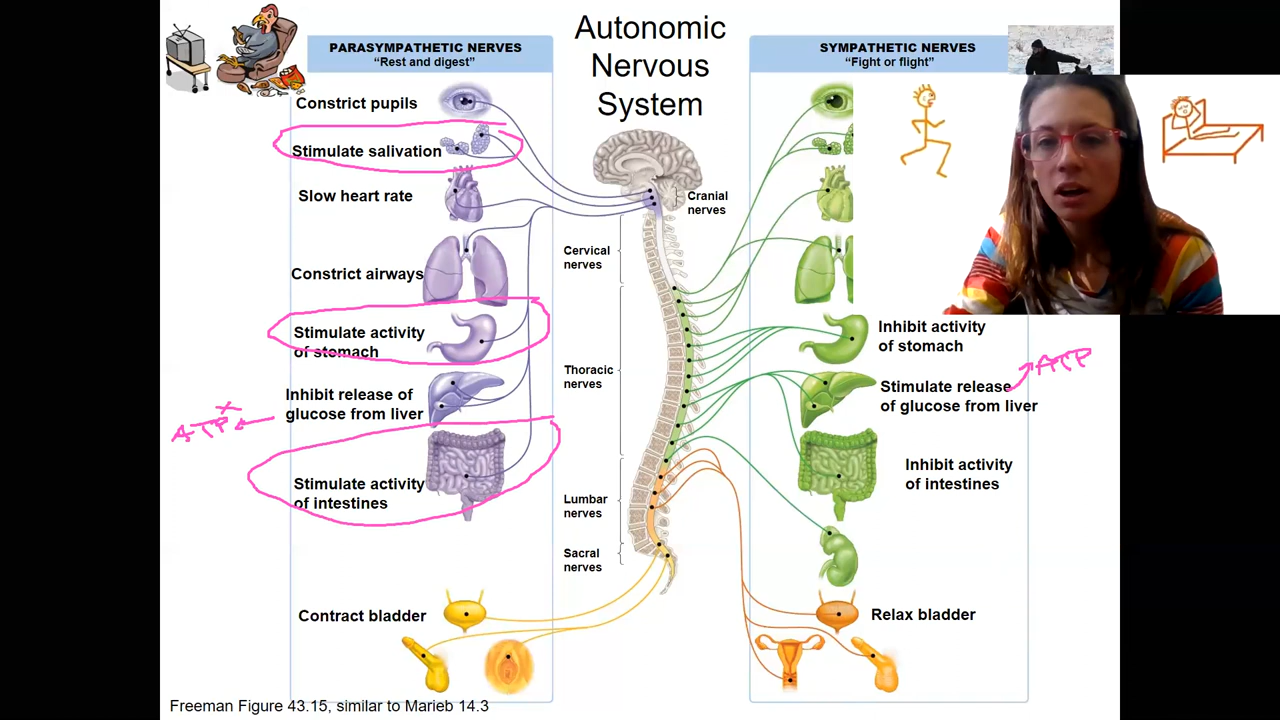 Autonomic
Nervous
System
PARASYMPATHETIC NERVES
“Rest and digest”
Constrict pupils
Stimulate salivation
Slow heart rate
Constrict airways
Stimulate activity
of stomach
Inhibit release of
glucose from liver
ATP
Stimulate activity
of intestines
Contract bladder
Cranial
nerves
Cervical
nerves
Thoracic
nerves
Lumbar
nerves
Sacral
nerves
SYMPATHETIC NERVES
“Fight or flight”
Inhibit activity
of stomach
ATP
Stimulate release
of glucose from liver
Inhibit activity
of intestines
Relax bladder
Freeman Figure 43.15, similar to Marieb 14.3